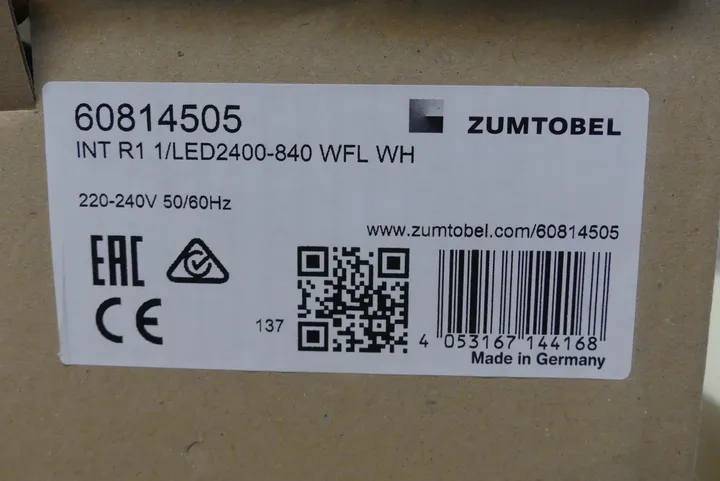 60814505
ZUMTOBEL
INT R1 1/LED2400-840 WFL WH
220-240V 50/60Hz
www.zumtobel.com/60814505
EAC
CE
137
4 053167 144168
Made in Germany